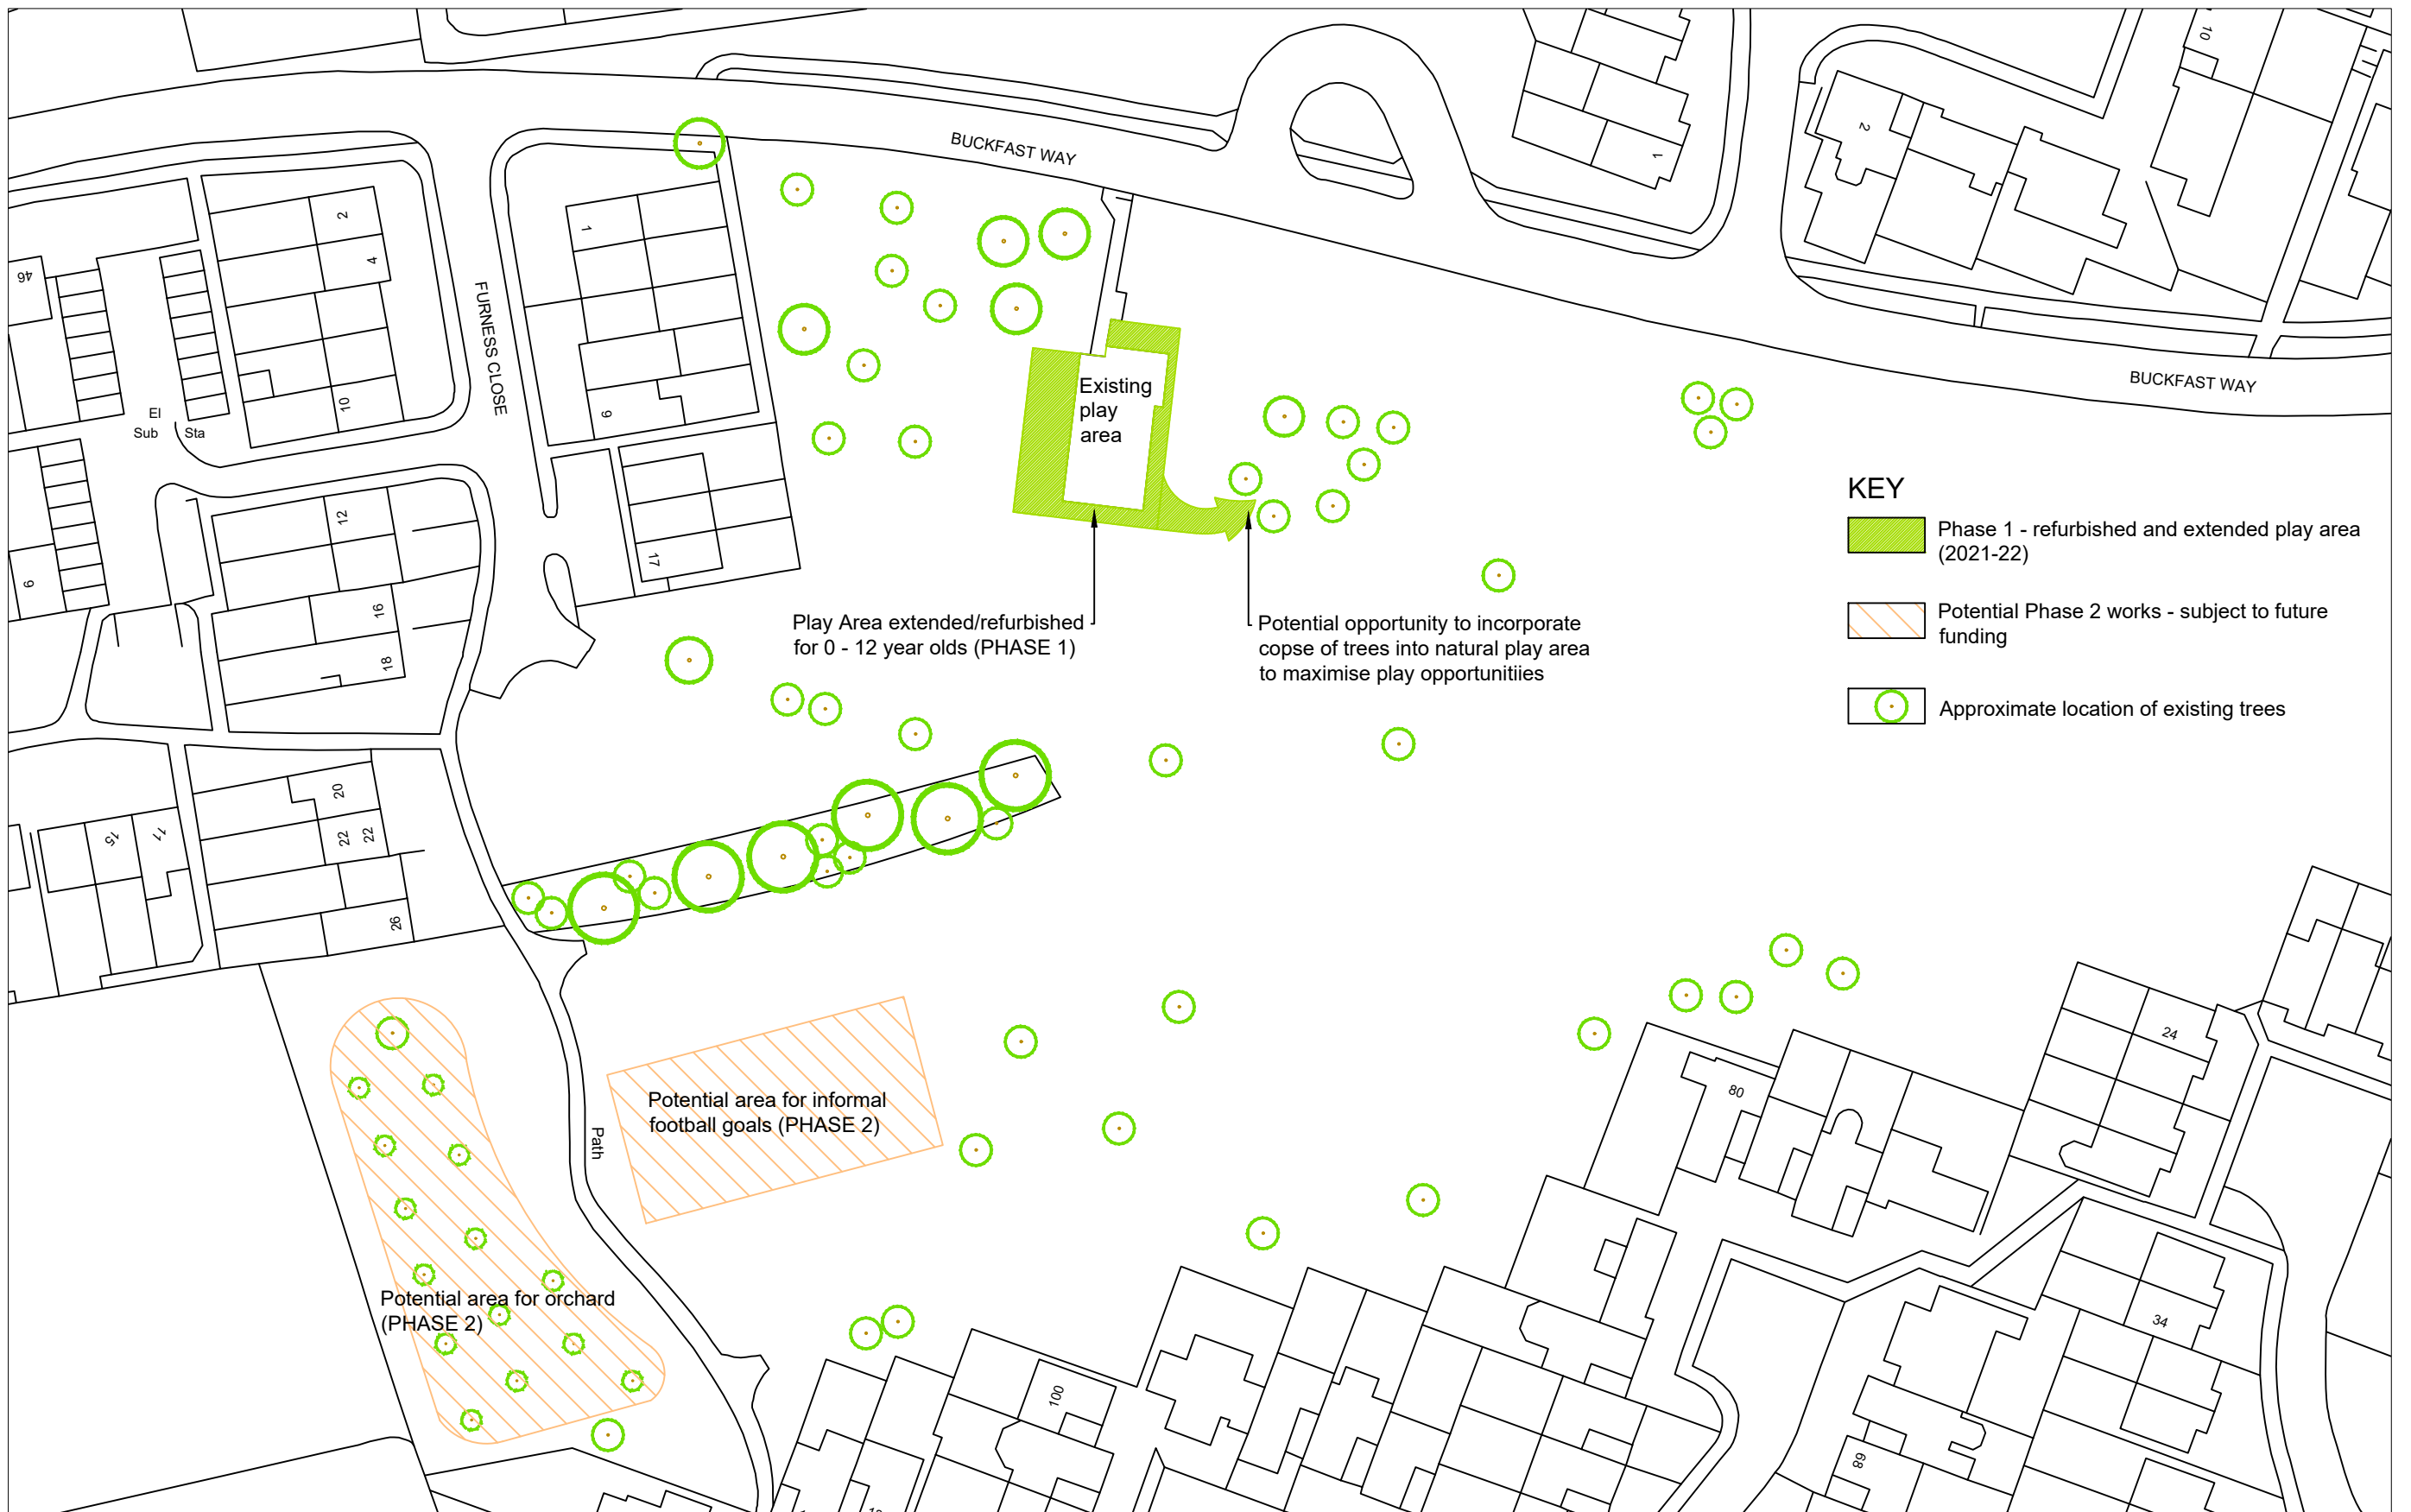 BUCKFAST WAY
10
2
1
BUCKFAST WAY
2
4
10
46
El
Sub Sta
FURNESS CLOSE
1
6
17
12
16
18
9
Existing
play
area
KEY
Phase 1 - refurbished and extended play area
(2021-22)
Potential Phase 2 works - subject to future
funding
Approximate location of existing trees
Play Area extended/refurbished
for 0 - 12 year olds (PHASE 1)
Potential opportunity to incorporate
copse of trees into natural play area
to maximise play opportunitiies
20
22
22
26
15
11
Path
Potential area for informal
football goals (PHASE 2)
Potential area for orchard
(PHASE 2)
24
80
34
100